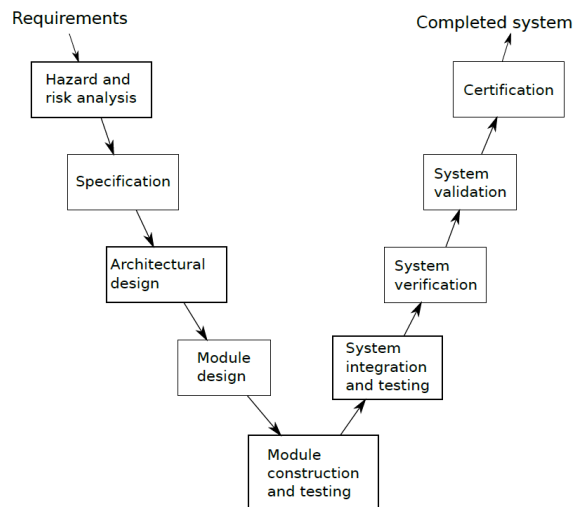 Requirements
Completed system
Hazard and
risk analysis
Certification
Specification
System
validation
Architectural
design
System
verification
Module
design
System
integration
and testing
Module
construction
and testing